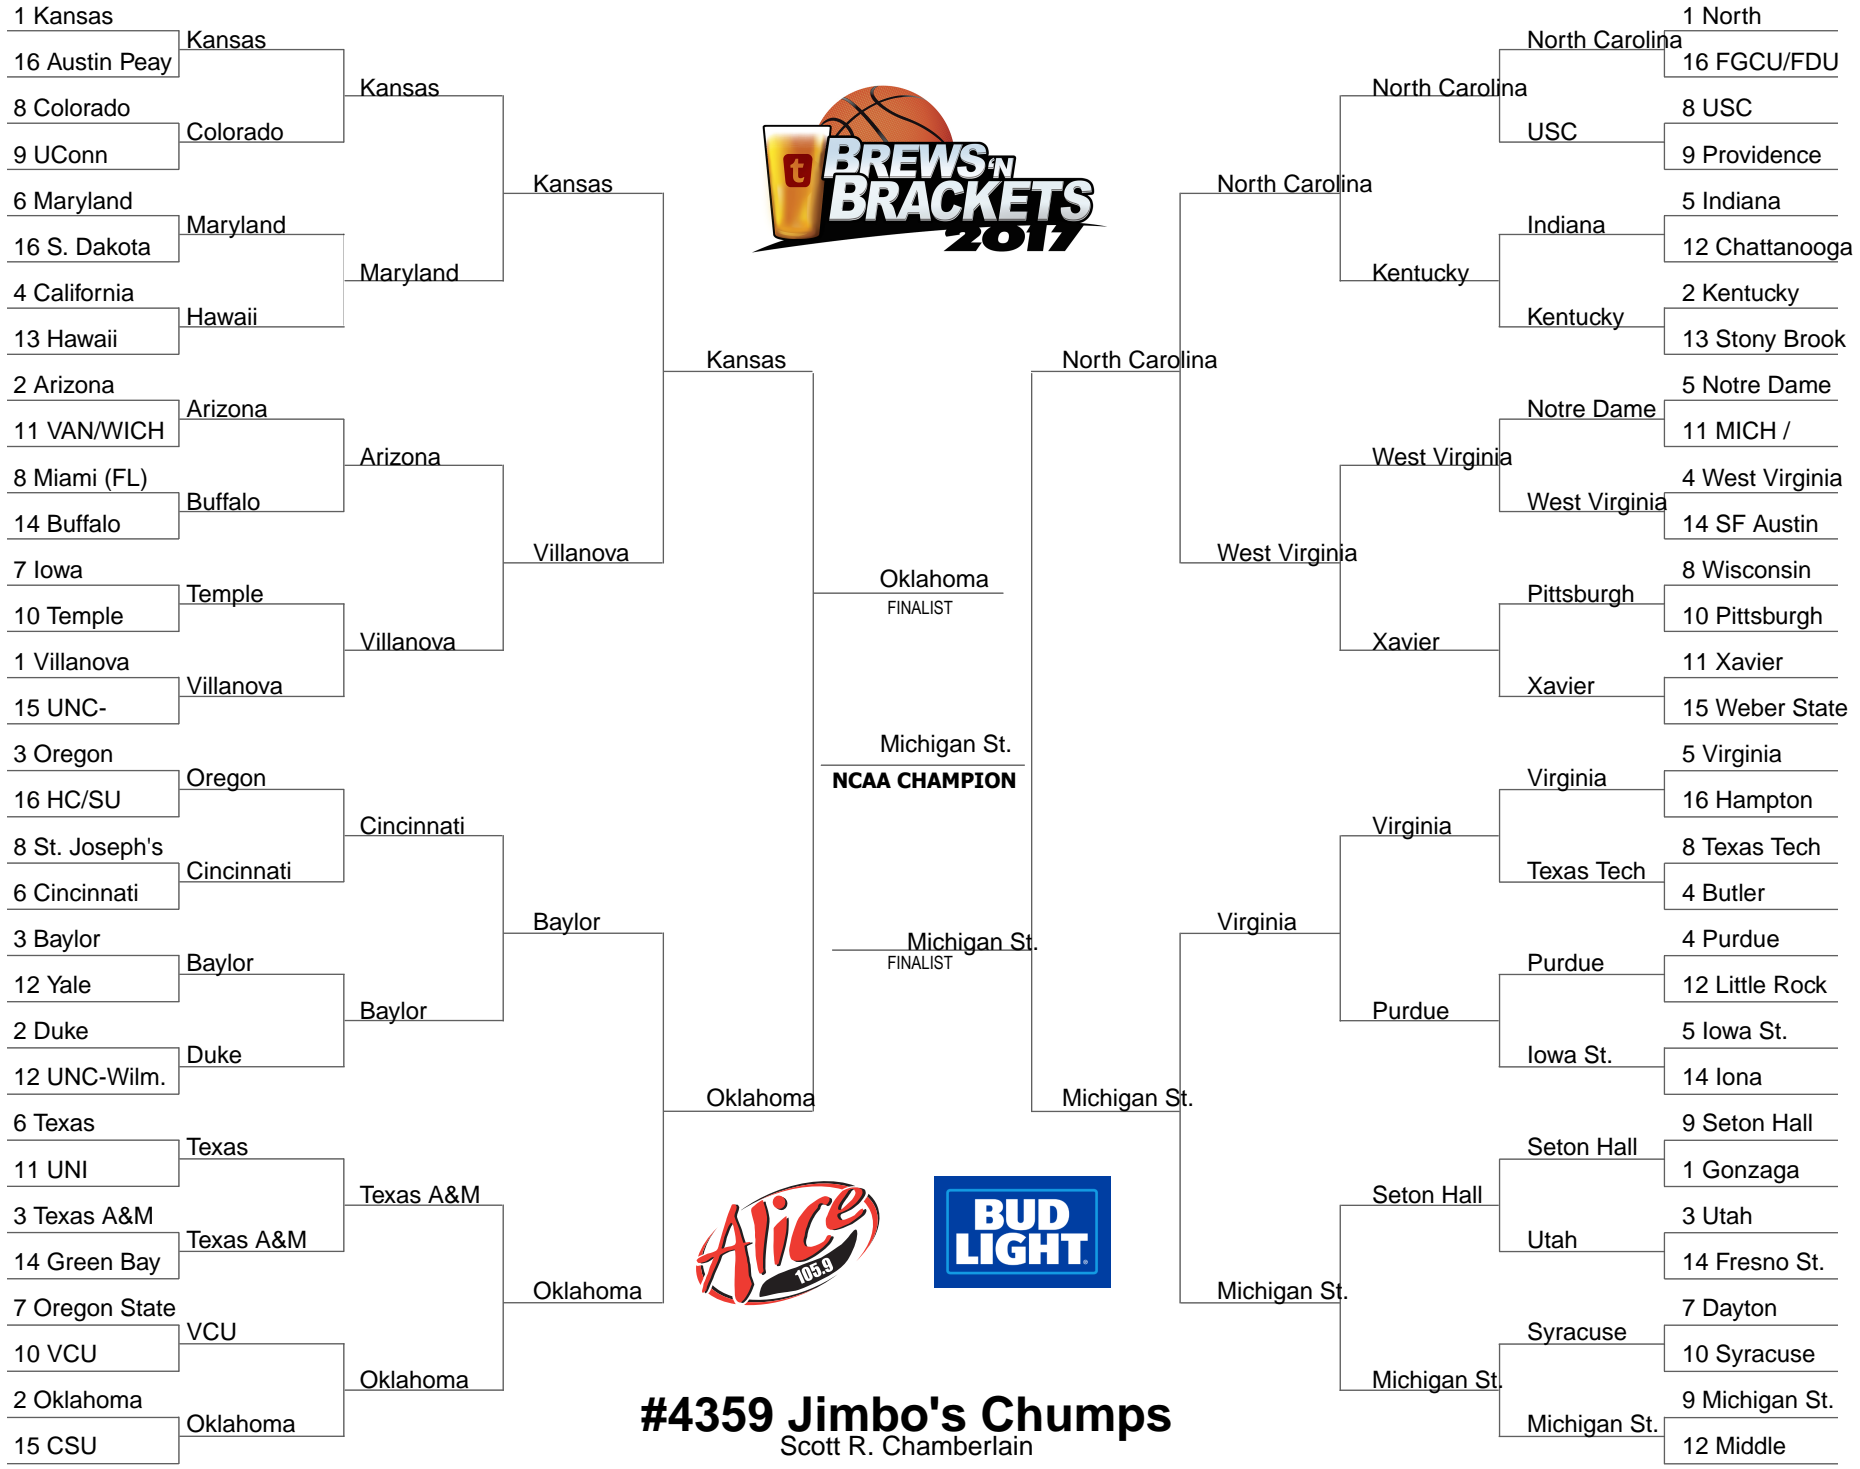 1 Kansas
16 Austin Peay
8 Colorado
9 UConn
6 Maryland
16 S. Dakota
4 California
13 Hawaii
2 Arizona
11 VAN/WICH
8 Miami (FL)
14 Buffalo
7 Iowa
10 Temple
1 Villanova
15 UNC-
3 Oregon
16 HC/SU
8 St. Joseph's
6 Cincinnati
3 Baylor
12 Yale
2 Duke
12 UNC-Wilm.
6 Texas
11 UNI
3 Texas A&M
14 Green Bay
7 Oregon State
10 VCU
2 Oklahoma
15 CSU
Kansas
Colorado
Maryland
Hawaii
Arizona
Buffalo
Temple
Villanova
Oregon
Cincinnati
Baylor
Duke
Texas
Texas A&M
VCU
Oklahoma
Kansas
Maryland
Arizona
Villanova
Cincinnati
Baylor
Texas A&M
Oklahoma
Kansas
Villanova
Baylor
Oklahoma
Kansas
Oklahoma
t
BREWS 'N
BRACKETS
2017
Oklahoma
FINALIST
Michigan St.
NCAA CHAMPION
Michigan St.
FINALIST
Alice
105.9
BUD
LIGHT
#4359 Jimbo's Chumps
Scott R. Chamberlain
North Carolina
Michigan St.
North Carolina
West Virginia
Virginia
Michigan St.
North Carolina
Kentucky
West Virginia
Xavier
Virginia
Purdue
Seton Hall
Michigan St.
North Carolina
USC
Indiana
Kentucky
Notre Dame
West Virginia
Pittsburgh
Xavier
Virginia
Texas Tech
Purdue
Iowa St.
Seton Hall
Utah
Syracuse
Michigan St.
1 North
16 FGCU/FDU
8 USC
9 Providence
5 Indiana
12 Chattanooga
2 Kentucky
13 Stony Brook
5 Notre Dame
11 MICH /
4 West Virginia
14 SF Austin
8 Wisconsin
10 Pittsburgh
11 Xavier
15 Weber State
5 Virginia
16 Hampton
8 Texas Tech
4 Butler
4 Purdue
12 Little Rock
5 Iowa St.
14 Iona
9 Seton Hall
1 Gonzaga
3 Utah
14 Fresno St.
7 Dayton
10 Syracuse
9 Michigan St.
12 Middle